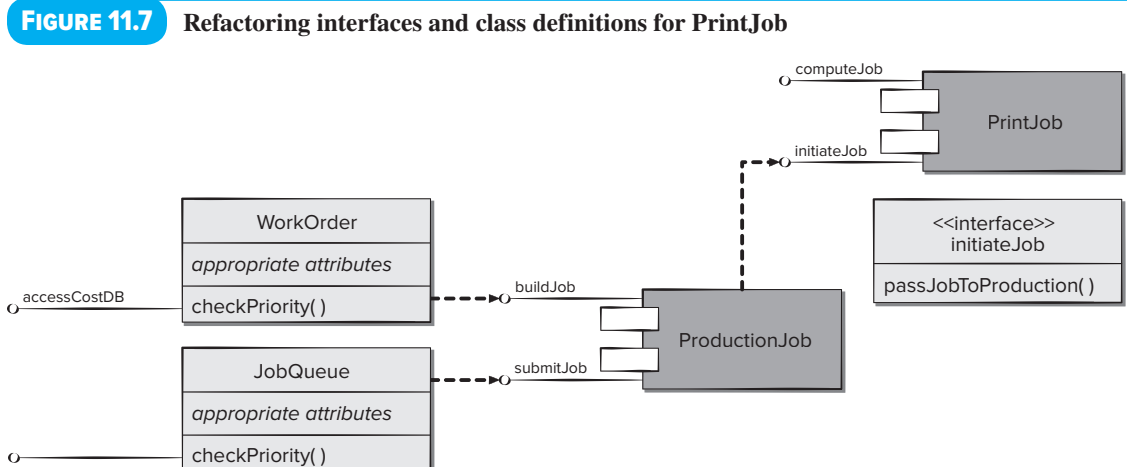 FIGURE 11.7 Refactoring interfaces and class definitions for PrintJob
computeJob
PrintJob
initiateJob
<<interface>>
initiateJob
passJobToProduction( )
WorkOrder
appropriate attributes
checkPriority( )
accessCostDB
buildJob
ProductionJob
submitJob
JobQueue
appropriate attributes
checkPriority( )